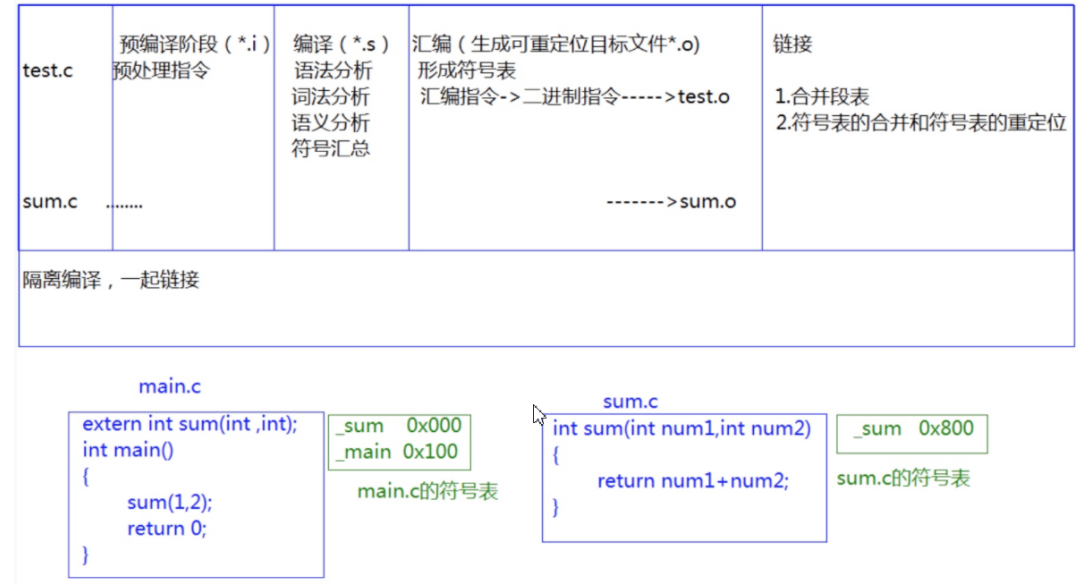 test.c
预编译阶段（*.i）
预处理指令
编译（*.s）
语法分析
词法分析
语义分析
符号汇总
汇编（生成可重定位目标文件*.o)
形成符号表
汇编指令->二进制指令----->test.o
链接
1.合并段表
2.符号表的合并和符号表的重定位
sum.c
........
------->sum.o
隔离编译，一起链接
main.c
extern int sum(int ,int);
int main()
{
sum(1,2);
return 0;
}
_sum 0x000
_main 0x100
main.c的符号表
sum.c
int sum(int num1,int num2)
{
return num1+num2;
}
_sum 0x800
sum.c的符号表